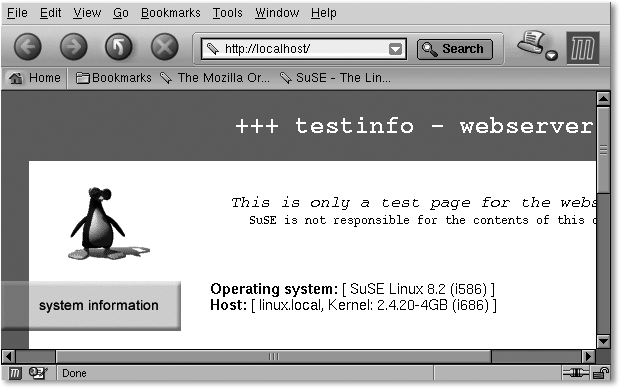 File Edit View Go Bookmarks Tools Window Help
http://localhost/ Search
Home Bookmarks The Mozilla Or... SuSE - The Lin...
+++ testinfo - webserver
This is only a test page for the webs
SuSE is not responsible for the contents of this
system information
Operating system: [ SuSE Linux 8.2 (i586) ]
Host: [ linux.local, Kernel: 2.4.20-4GB (i686) ]
Done